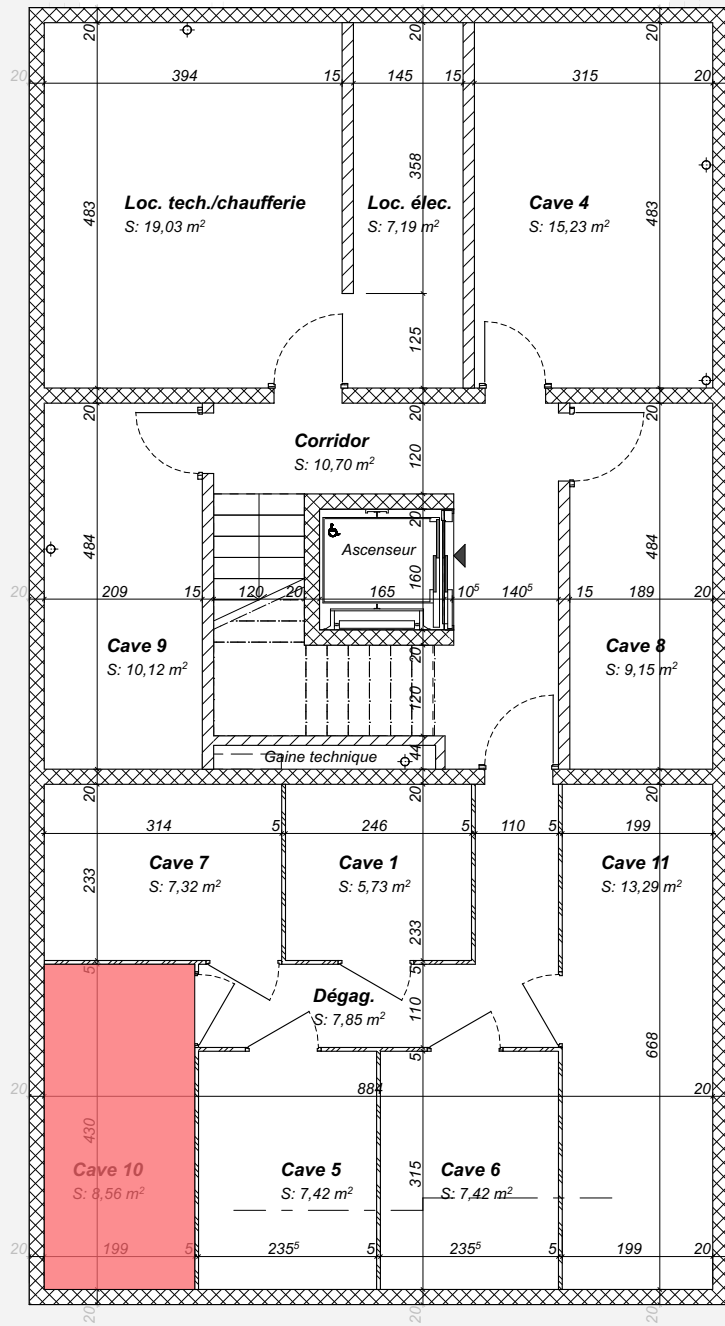 20
20
20
20
394
15
145
15
315
20
358
483
483
Loc. tech./chaufferie
S: 19,03 m²
Loc. élec.
S: 7,19 m²
Cave 4
S: 15,23 m²
125
20
20
20
Corridor
S: 10,70 m²
120
20
Ascenseur
484
160
484
20
209
15
120
20
165
10⁵
140⁵
15
189
20
Cave 9
S: 10,12 m²
Cave 8
S: 9,15 m²
20
120
44
Gaine technique
20
20
20
314
5
246
5
110
5
199
Cave 7
S: 7,32 m²
Cave 1
S: 5,73 m²
Cave 11
S: 13,29 m²
233
233
5
5
Dégag.
S: 7,85 m²
110
5
668
20
884
20
430
Cave 10
S: 8,56 m²
Cave 5
S: 7,42 m²
315
Cave 6
S: 7,42 m²
20
199
5
235⁵
5
235⁵
5
199
20
20
20
20